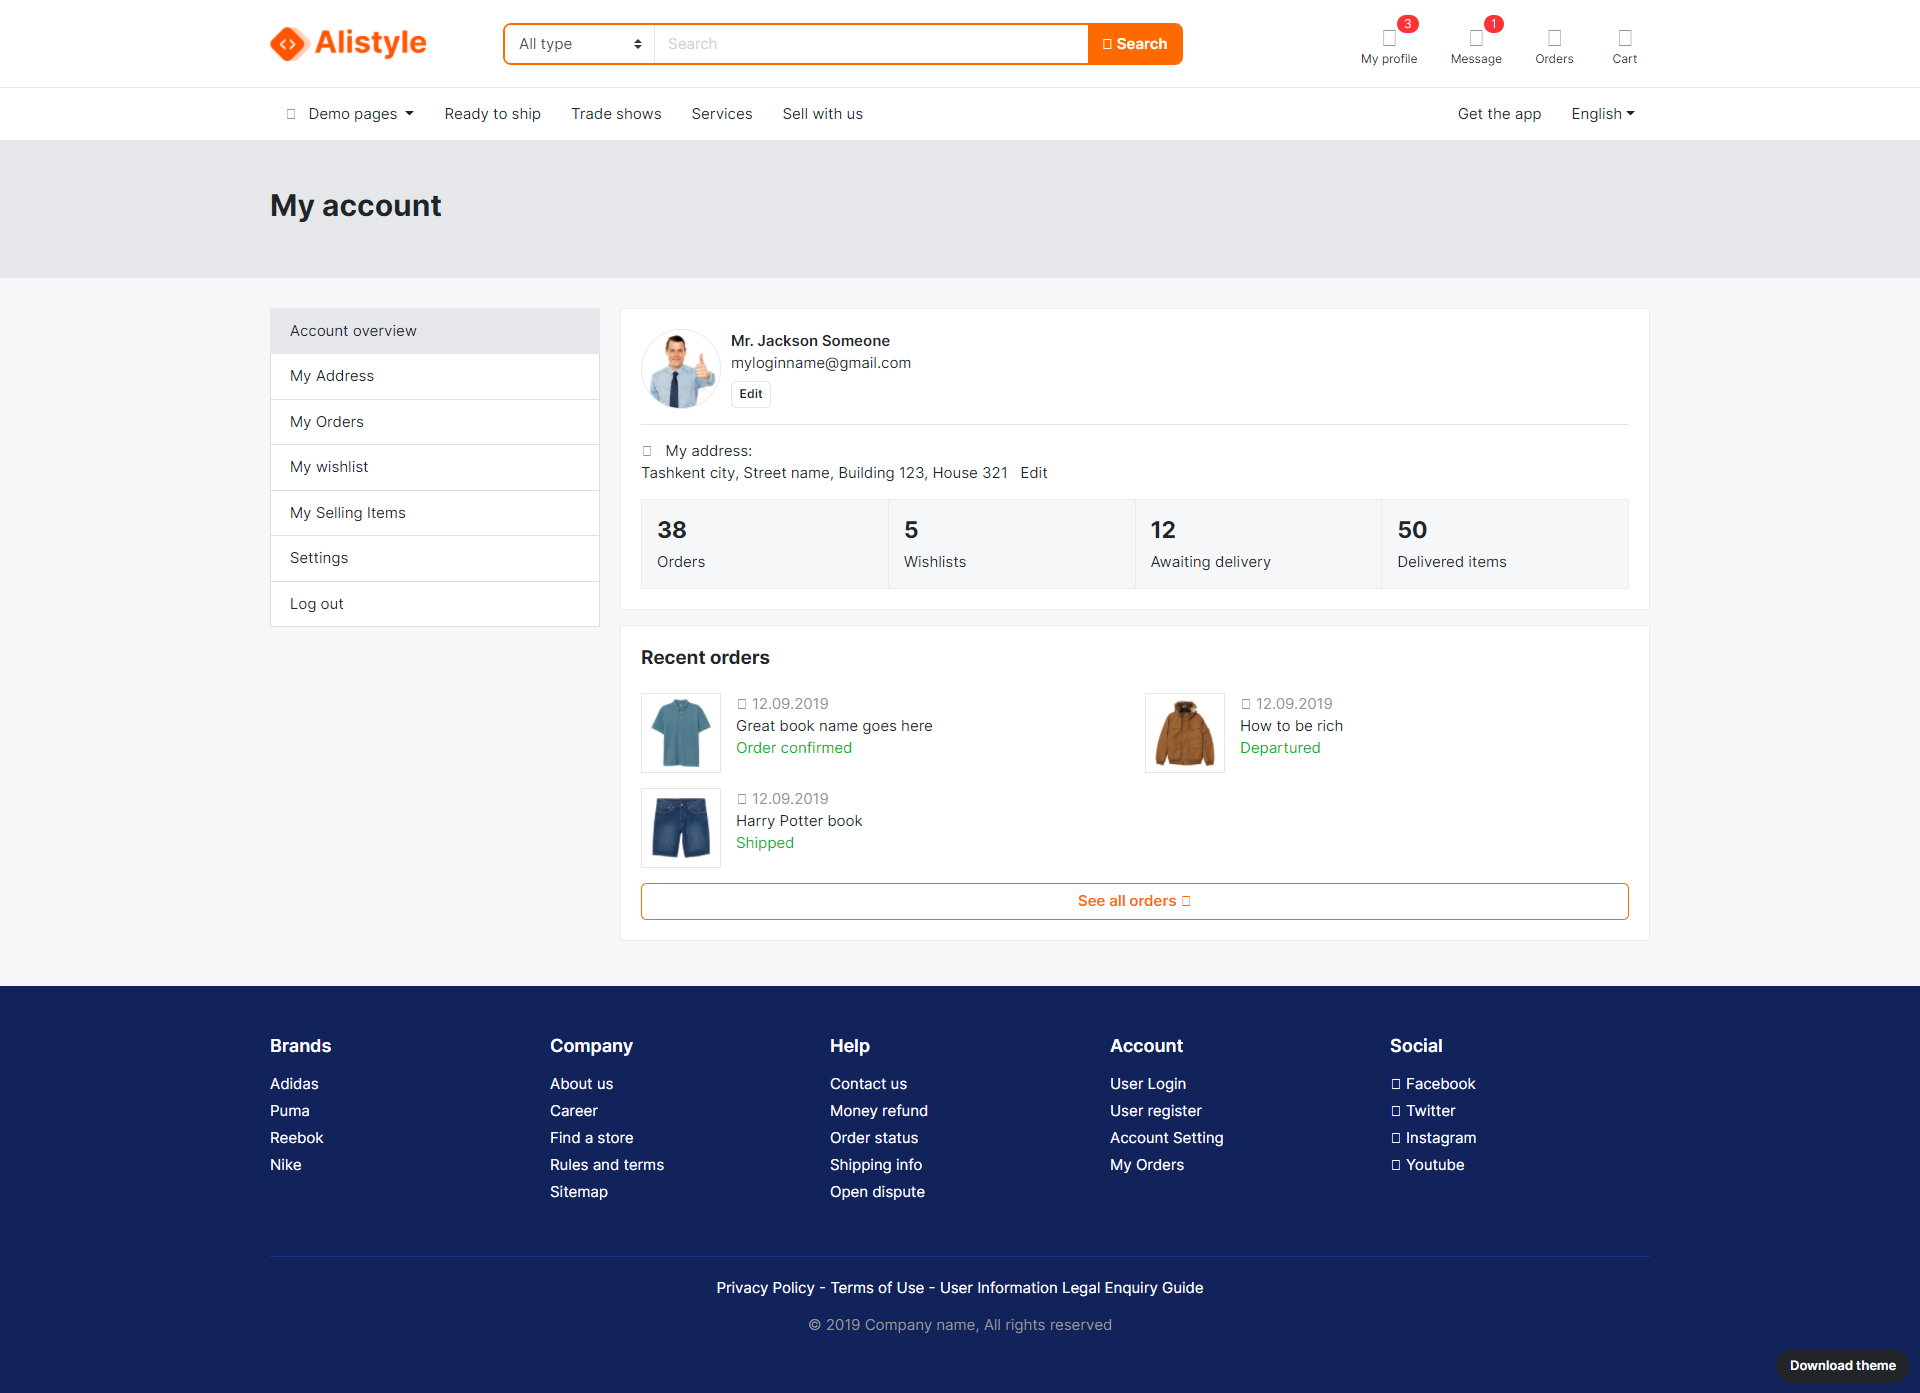 Alistyle
All type
Search
Search
3
My profile
1
Message
Orders
Cart
Demo pages
Ready to ship
Trade shows
Services
Sell with us
Get the app
English
My account
Account overview
My Address
My Orders
My wishlist
My Selling Items
Settings
Log out
Mr. Jackson Someone
myloginname@gmail.com
Edit
My address:
Tashkent city, Street name, Building 123, House 321 Edit
38
Orders
5
Wishlists
12
Awaiting delivery
50
Delivered items
Recent orders
12.09.2019
Great book name goes here
Order confirmed
12.09.2019
How to be rich
Departured
12.09.2019
Harry Potter book
Shipped
See all orders
Brands
Adidas
Puma
Reebok
Nike
Company
About us
Career
Find a store
Rules and terms
Sitemap
Help
Contact us
Money refund
Order status
Shipping info
Open dispute
Account
User Login
User register
Account Setting
My Orders
Social
Facebook
Twitter
Instagram
Youtube
Privacy Policy - Terms of Use - User Information Legal Enquiry Guide
© 2019 Company name, All rights reserved
Download theme